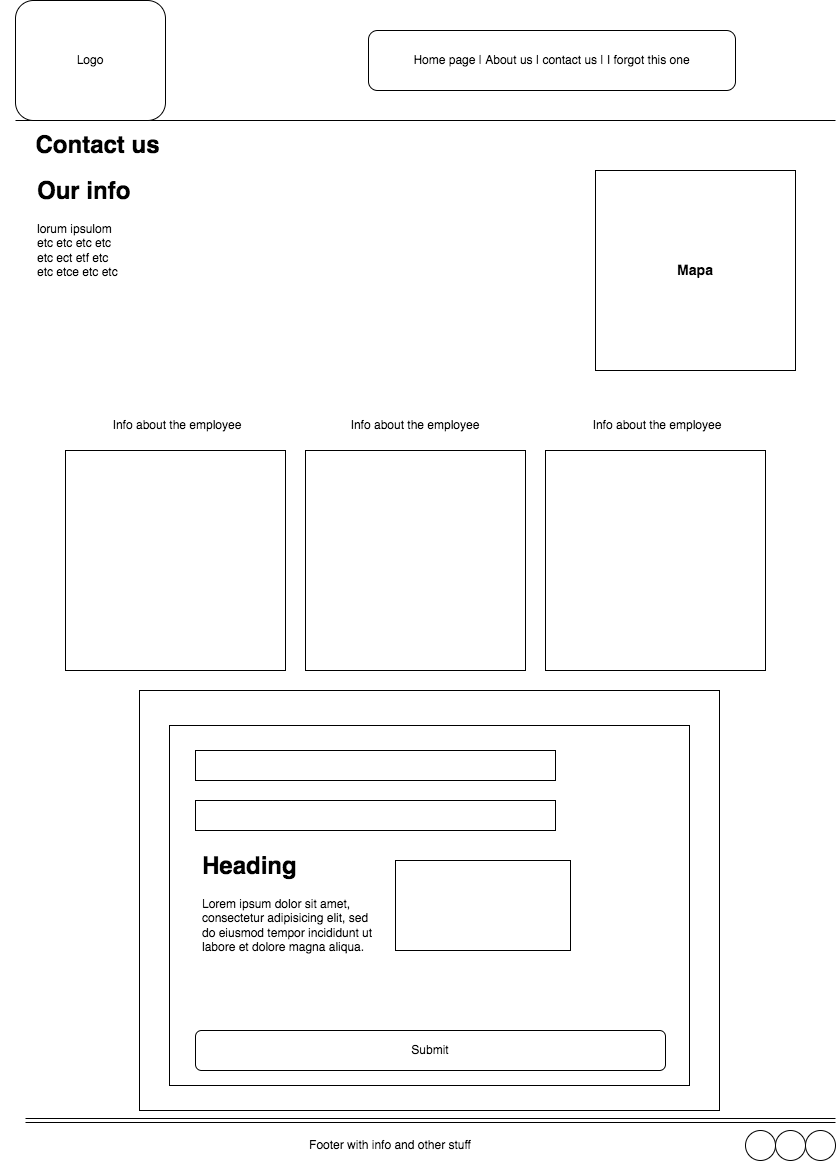 Logo
Home page | About us I contact us | I forgot this one
Contact us
Our info
lorum ipsulom
etc etc etc etc
etc ect etf etc
etc etce etc etc
Mapa
Info about the employee
Info about the employee
Info about the employee
Heading
Lorem ipsum dolor sit amet,
consectetur adipisicing elit, sed
do eiusmod tempor incididunt ut
labore et dolore magna aliqua.
Submit
Footer with info and other stuff